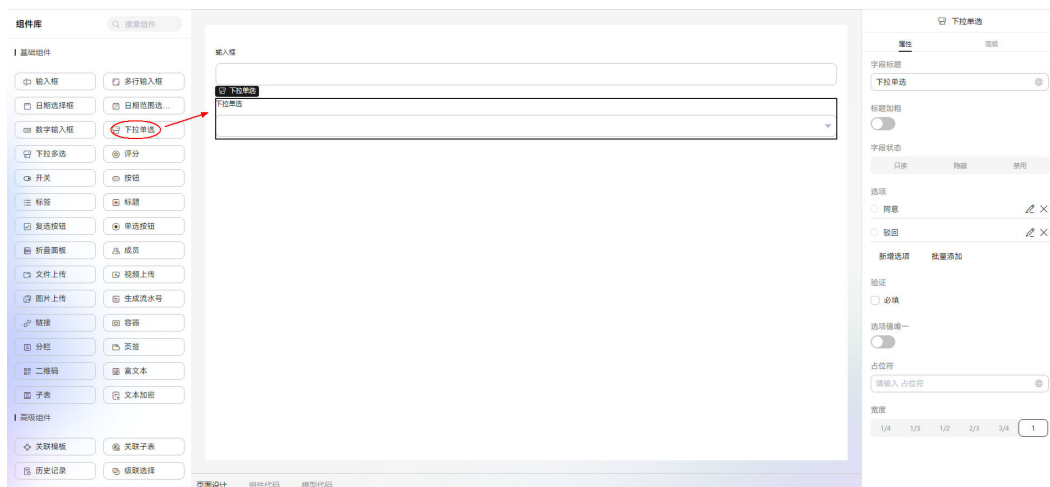 组件库
搜索组件
基础组件
输入框
多行输入框
日期选择框
日期范围选...
数字输入框
下拉单选
下拉多选
评分
开关
按钮
标签
标题
复选按钮
单选按钮
折叠面板
成员
文件上传
视频上传
图片上传
生成流水号
链接
容器
分栏
页签
二维码
富文本
子表
文本加密
高级组件
关联模板
关联子表
历史记录
级联选择
输入框
下拉单选
下拉单选
页面设计 组件代码 模型代码
下拉单选
属性 高级
字段标题
下拉单选
标题加粗
字段状态
只读 隐藏 禁用
选项
同意
驳回
新增选项 批量添加
验证
必填
选项值唯一
占位符
请输入 占位符
宽度
1/4 1/3 1/2 2/3 3/4 1